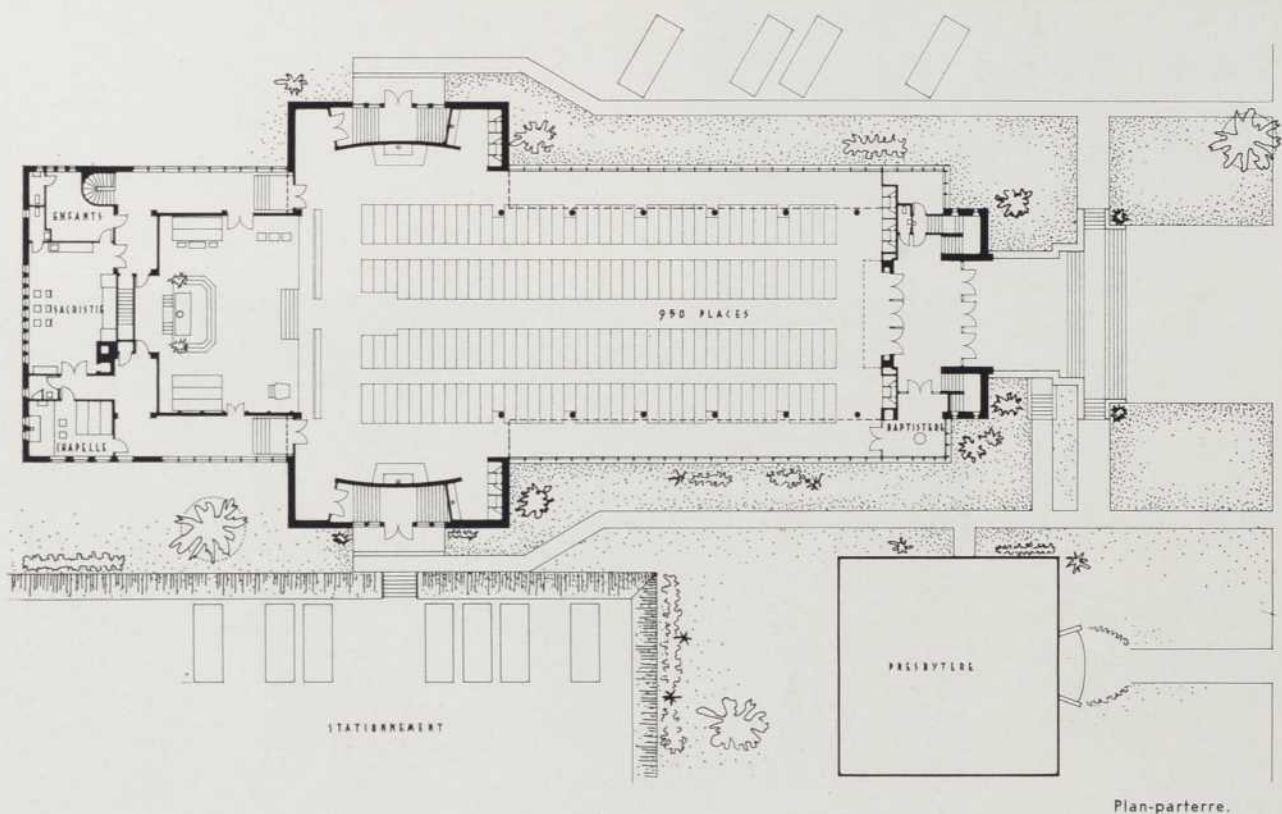 ENFANTS
SACRISTIE
950 PLACES
BAPTISTERE
CHAPELLE
PRESBYTERE
STATIONNEMENT
Plan-parterre.